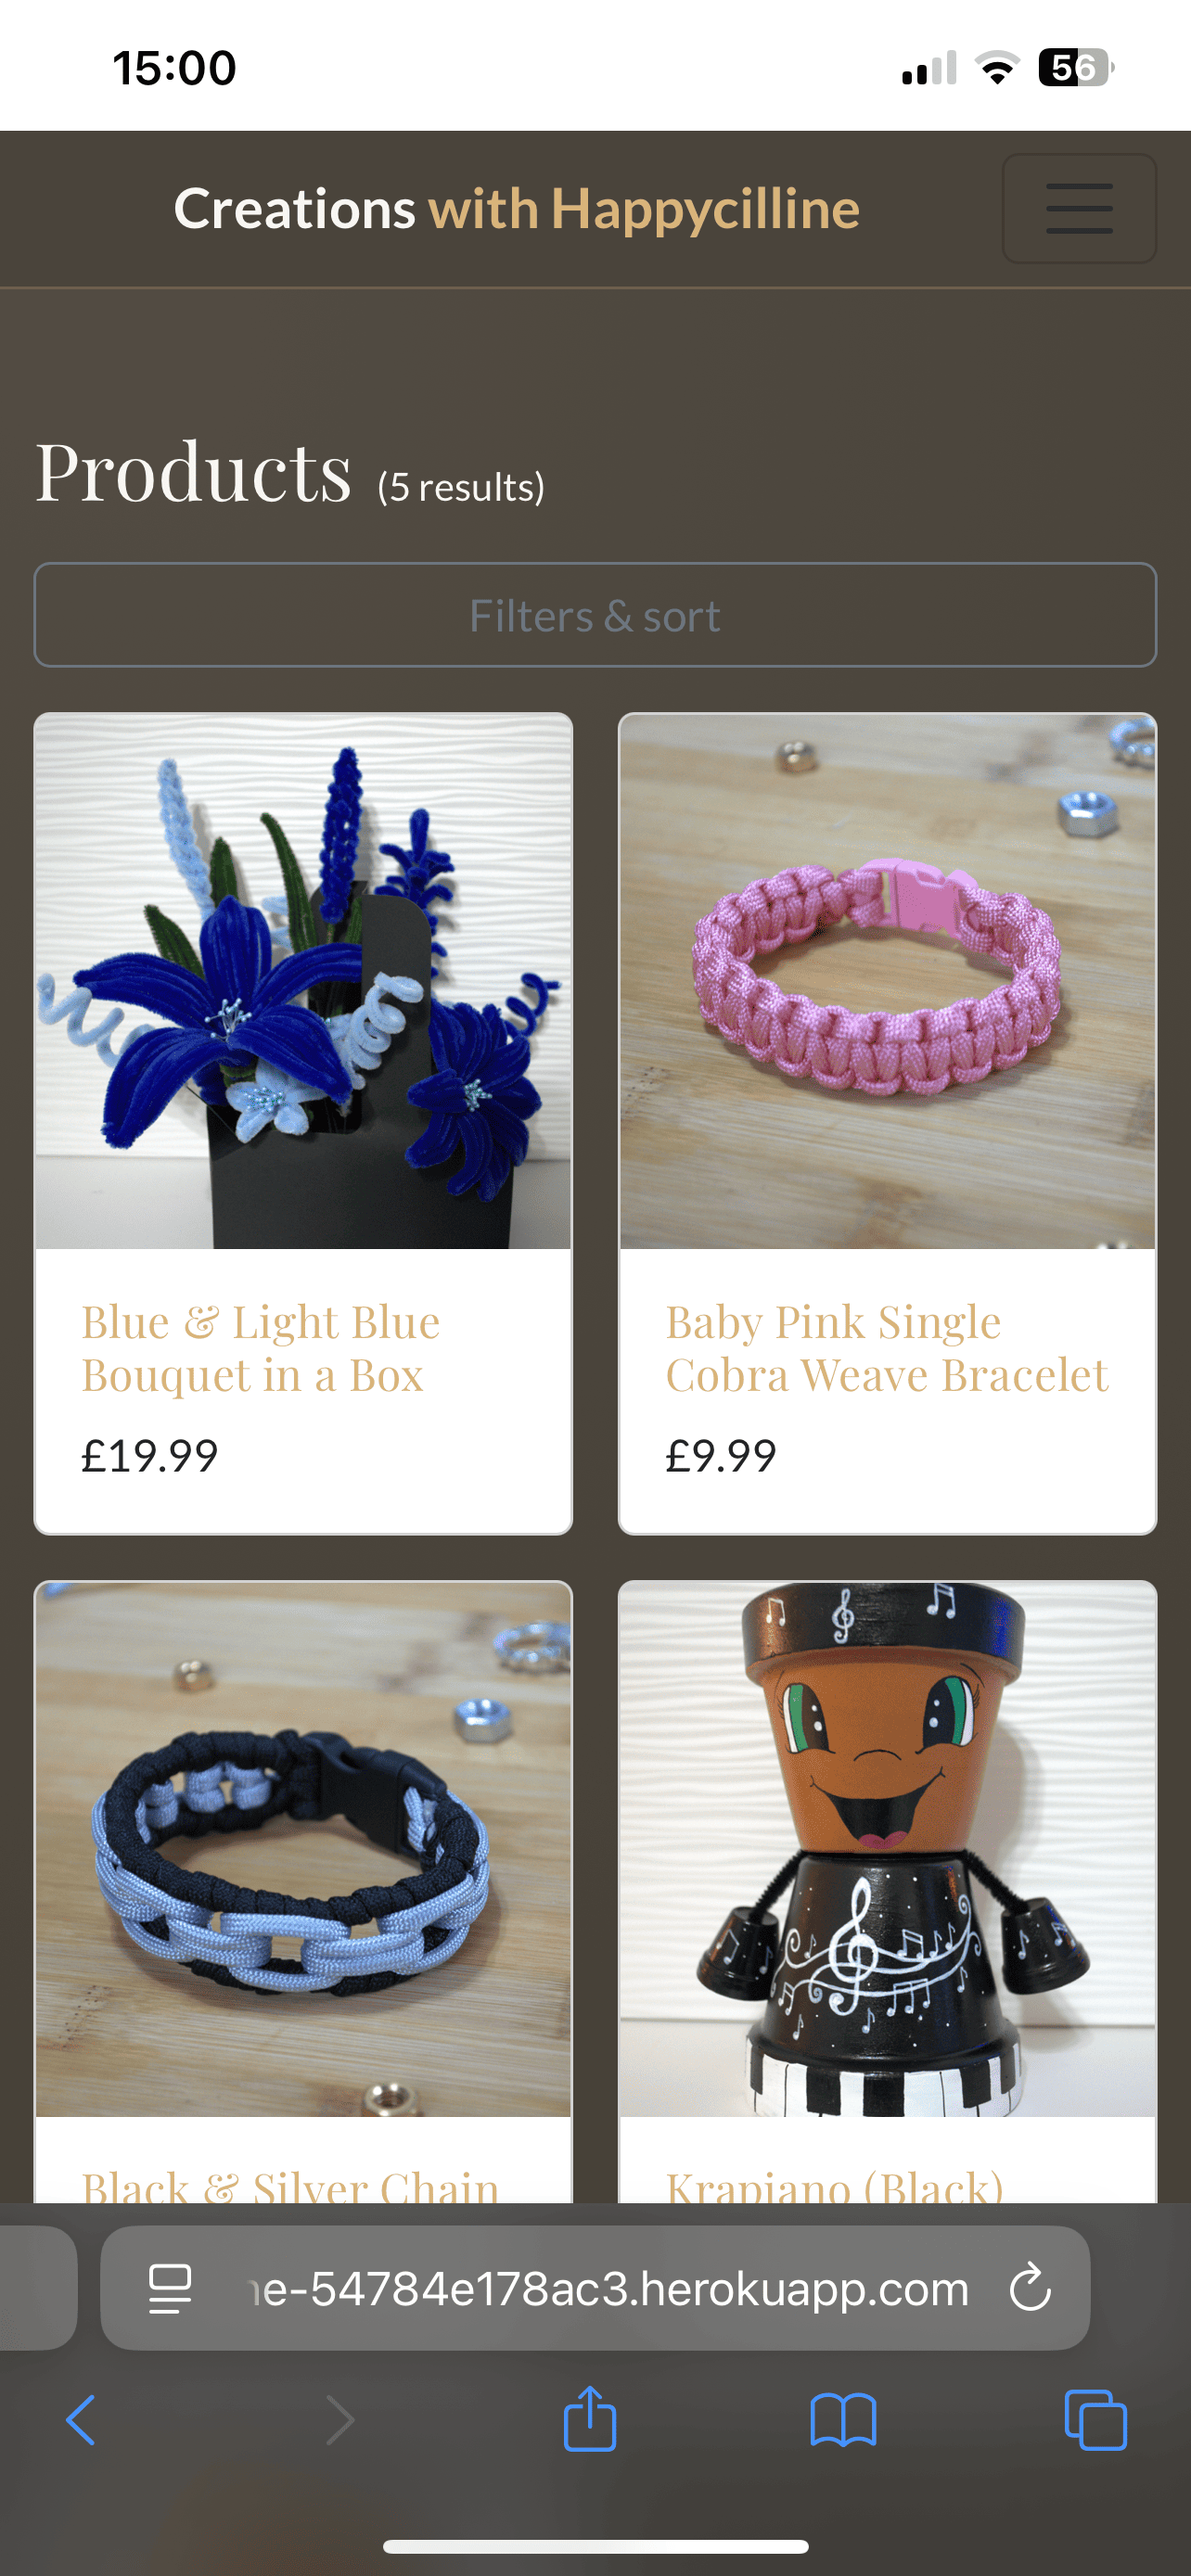 15:00
56
Creations with Happycilline
Products (5 results)
Filters & sort
Blue & Light Blue
Bouquet in a Box
£19.99
Baby Pink Single
Cobra Weave Bracelet
£9.99
Black & Silver Chain
Krapiano (Black)
e-54784e178ac3.herokuapp.com